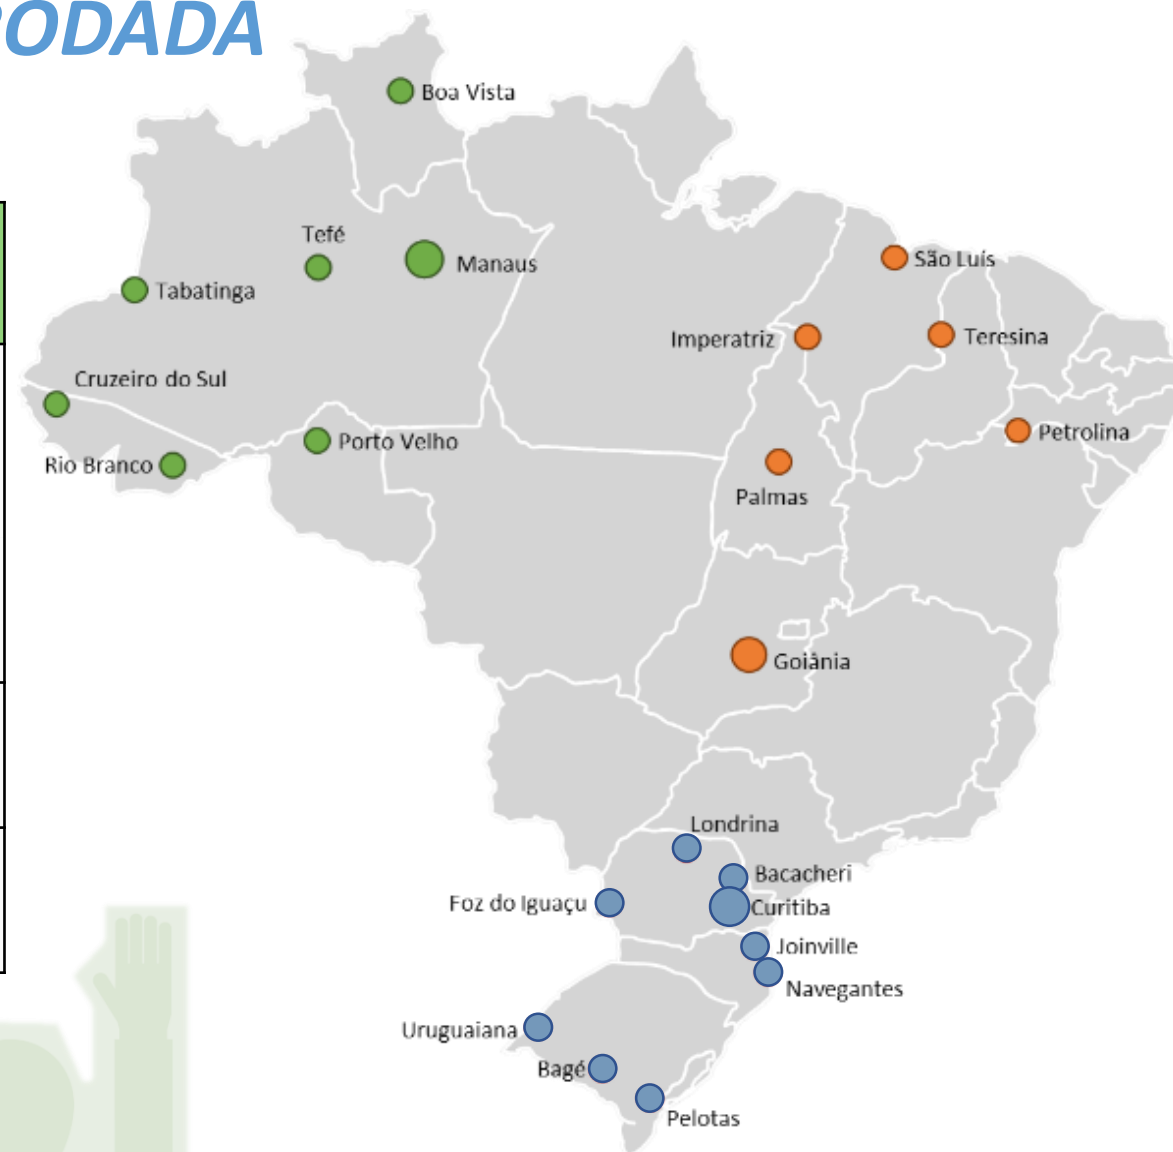 RODADA
Boa Vista
Tefé
Manaus
São Luís
Tabatinga
Imperatriz
Teresina
Cruzeiro do Sul
Petrolina
Porto Velho
Rio Branco
Palmas
Goiânia
Londrina
Bacacheri
Foz do Iguaçu
Curitiba
Joinville
Navegantes
Uruguaiana
Bagé
Pelotas